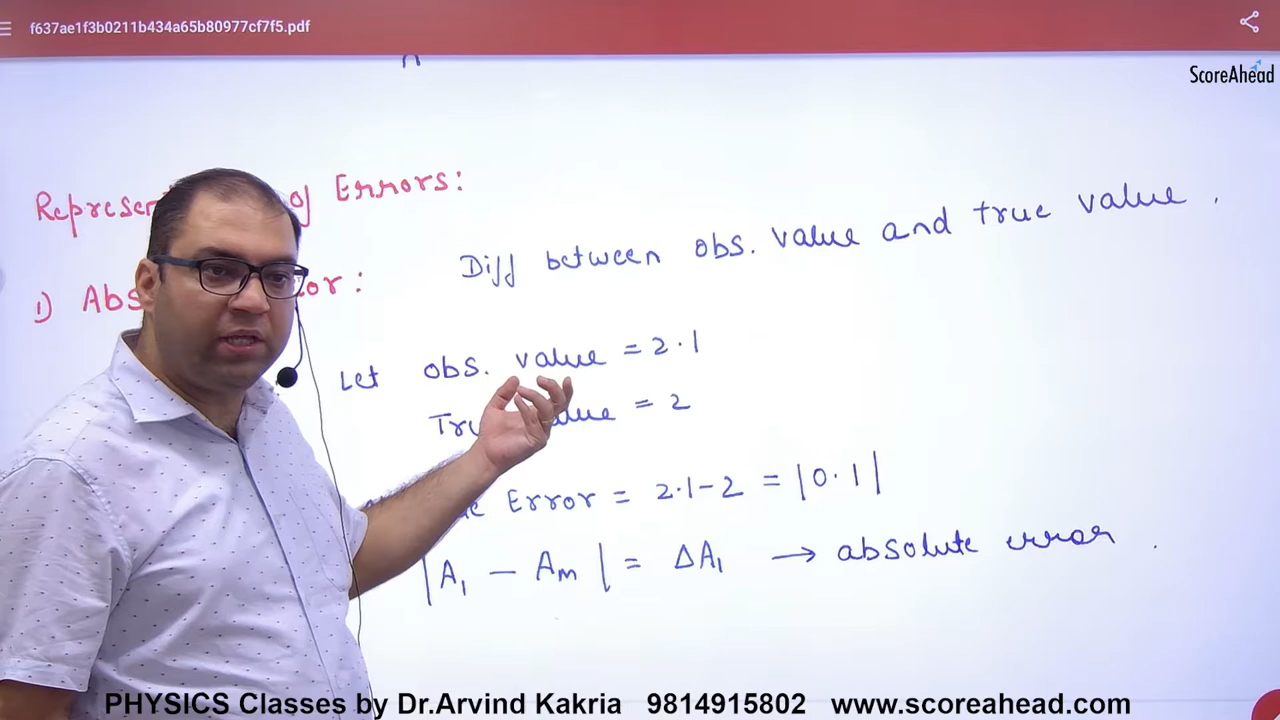 f637ae1f3b0211b434a65b80977cf7f5.pdf
ScoreAhead
of Errors:
Diff between obs. value and true value.
1)
Let obs. value = 2.1
value = 2
Error = 2.1-2 = |0.1|
|A₁ - Am| = ΔA₁ → absolute error.
PHYSICS Classes by Dr.Arvind Kakria 9814915802 www.scoreahead.com